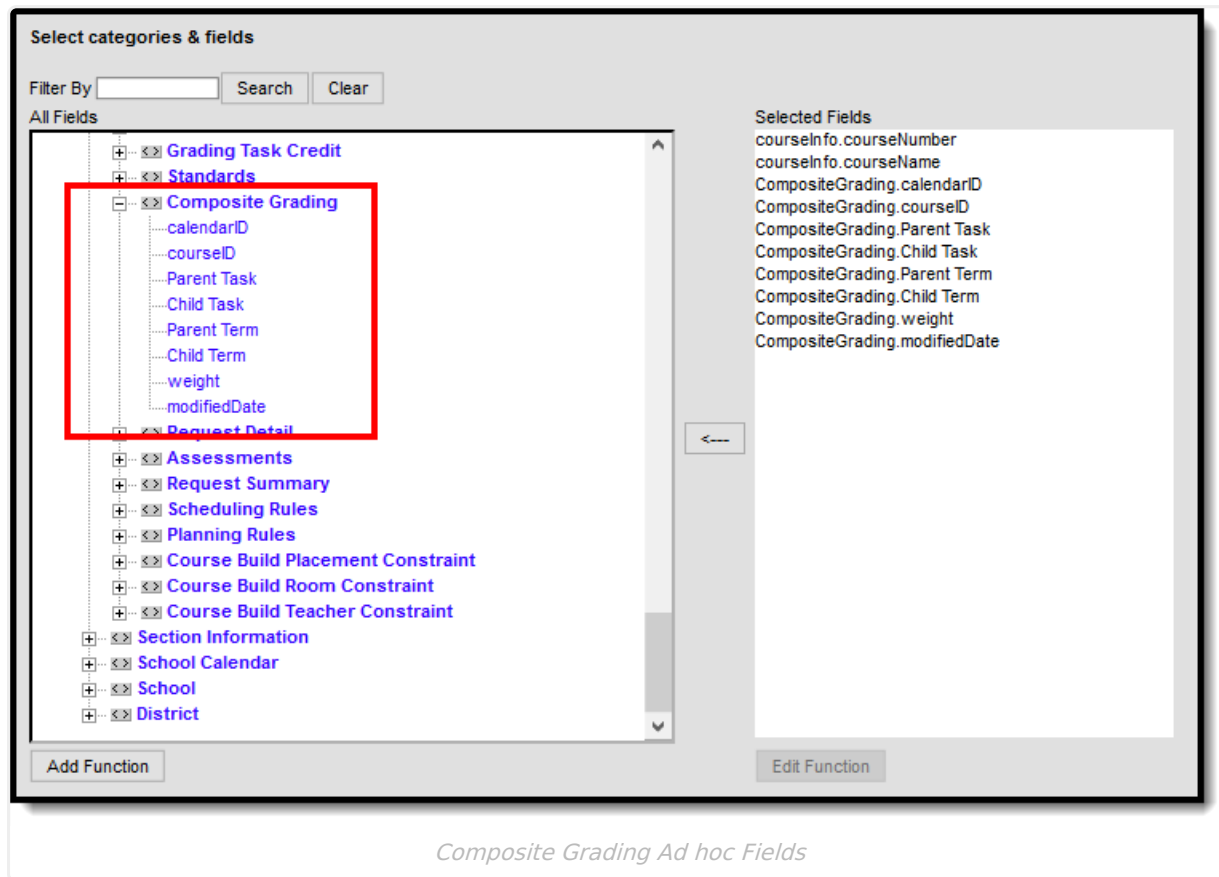 Select categories & fields
Filter By Search Clear
All Fields
Grading Task Credit
Standards
Composite Grading
calendarID
courseID
Parent Task
Child Task
Parent Term
Child Term
weight
modifiedDate
Request Detail
Assessments
Request Summary
Scheduling Rules
Planning Rules
Course Build Placement Constraint
Course Build Room Constraint
Course Build Teacher Constraint
Section Information
School Calendar
School
District
Add Function
<---
Selected Fields
courseInfo.courseNumber
courseInfo.courseName
CompositeGrading.calendarID
CompositeGrading.courseID
CompositeGrading.Parent Task
CompositeGrading.Child Task
CompositeGrading.Parent Term
CompositeGrading.Child Term
CompositeGrading.weight
CompositeGrading.modifiedDate
Edit Function
Composite Grading Ad hoc Fields